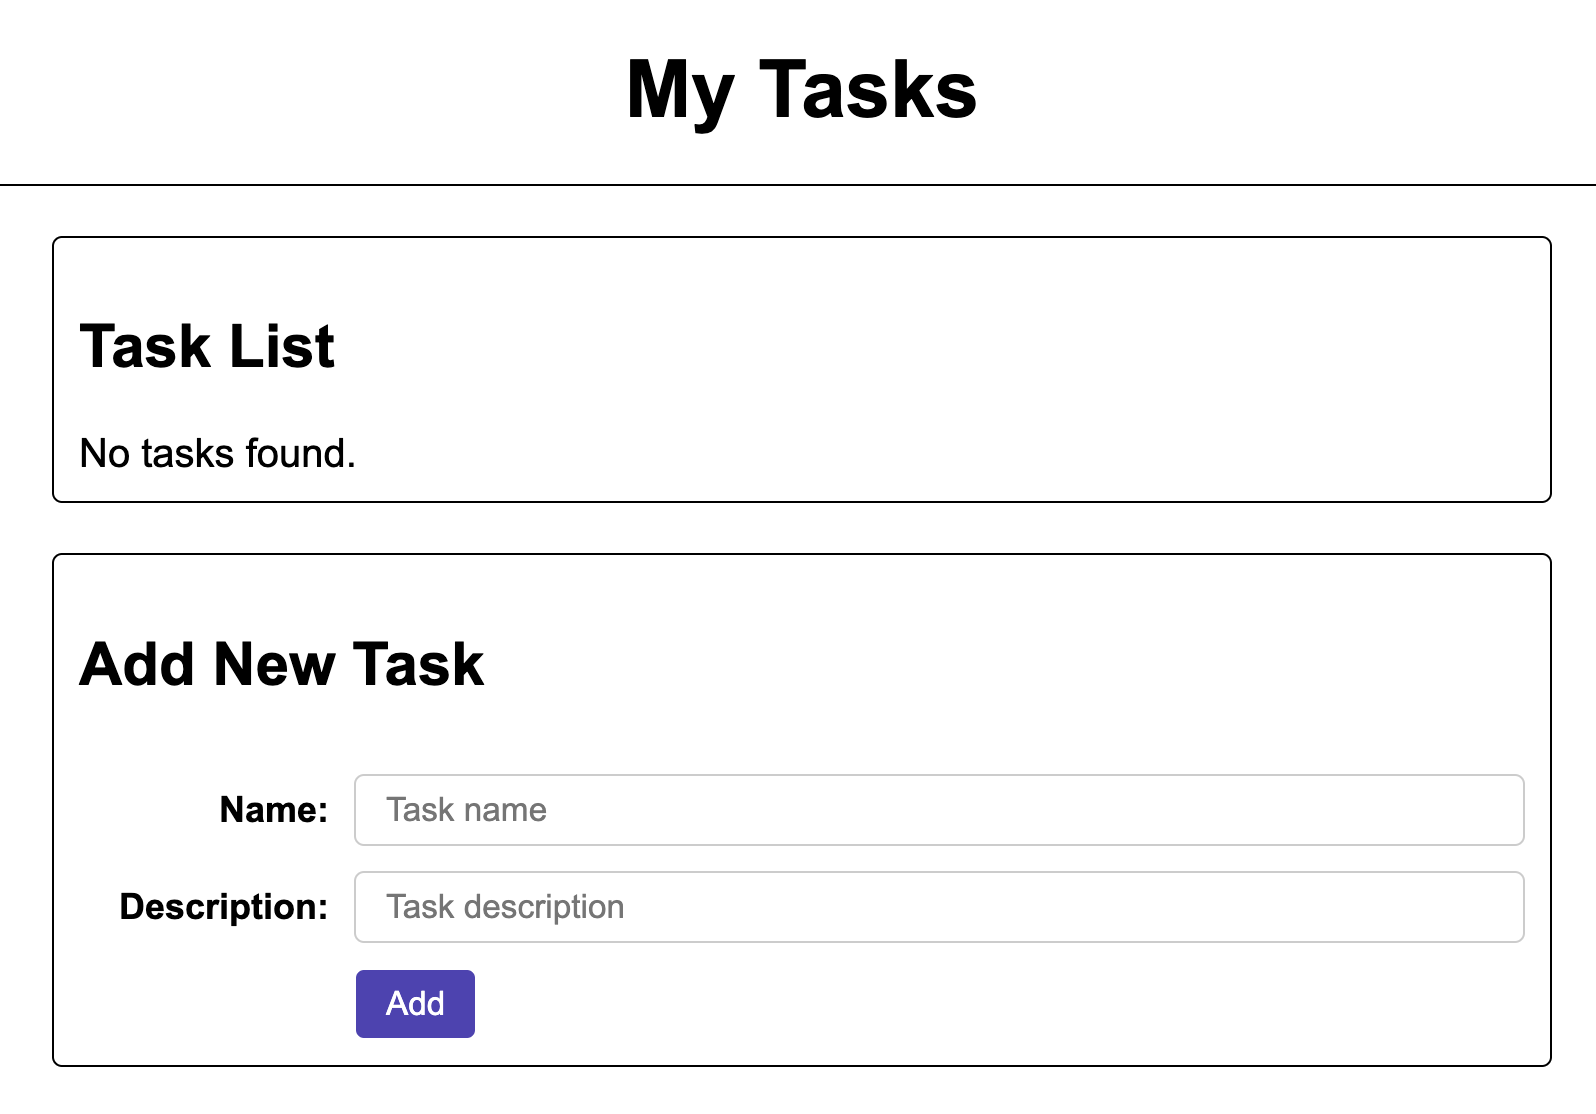 My Tasks
Task List
No tasks found.
Add New Task
Name: Task name
Description: Task description
Add